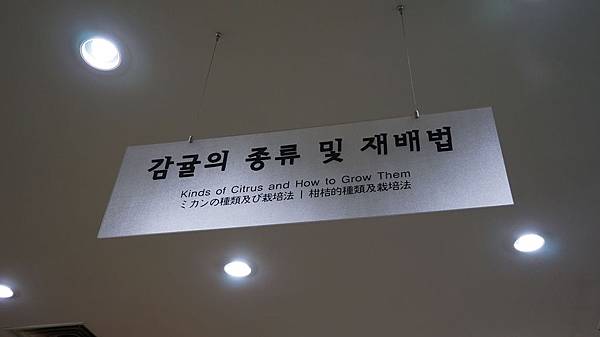 감귤의 종류 및 재배법
Kinds of Citrus and How to Grow Them
ミカンの種類及び栽培法 | 柑桔的種類及栽培法